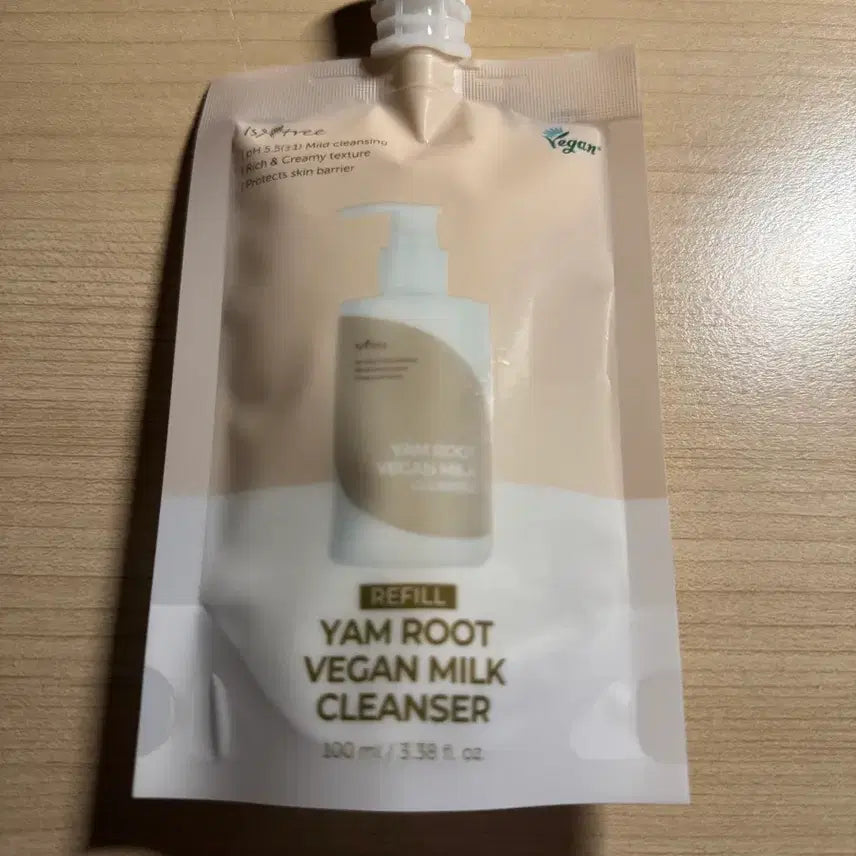 Isntree
pH 5.5(±1) Mild cleansing
Rich & Creamy texture
Protects skin barrier
Vegan
YAM ROOT
VEGAN MILK
CLEANSER
REFILL
YAM ROOT
VEGAN MILK
CLEANSER
100 ml / 3.38 fl. oz